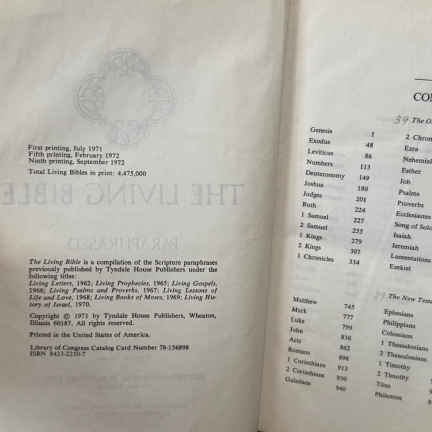 First printing, July 1971
Fifth printing, February 1972
Ninth printing, September 1972
Total Living Bibles in print: 4,475,000
THE LIVING BIBLE
PARAPHRASED
The Living Bible is a compilation of the Scripture paraphrases
previously published by Tyndale House Publishers under the
following titles:
Living Letters, 1962; Living Prophecies, 1965; Living Gospels,
1966; Living Psalms and Proverbs, 1967; Living Lessons of
Life and Love, 1968; Living Books of Moses, 1969; Living His-
tory of Israel, 1970.
Copyright © 1971 by Tyndale House Publishers, Wheaton,
Illinois 60187. All rights reserved.
Printed in the United States of America.
Library of Congress Catalog Card Number 78-156898
ISBN 8423-2250-7
39 The O
Genesis 1
Exodus 48
Leviticus 86
Numbers 113
Deuteronomy 149
Joshua 180
Judges 201
Ruth 224
1 Samuel 227
2 Samuel 255
1 Kings 279
2 Kings 307
1 Chronicles 334
2 Chron
Ezra
Nehemiah
Esther
Job
Psalms
Proverbs
Ecclesiastes
Song of Solo
Isaiah
Jeremiah
Lamentations
Ezekiel
27 The New Testa
Matthew 745
Mark 777
Luke 799
John 836
Acts 862
Romans 896
1 Corinthians 913
2 Corinthians 930
Galatians 940
Ephesians
Philippians
Colossians
1 Thessalonians
2 Thessalonians
1 Timothy
2 Timothy
Titus
Philemon